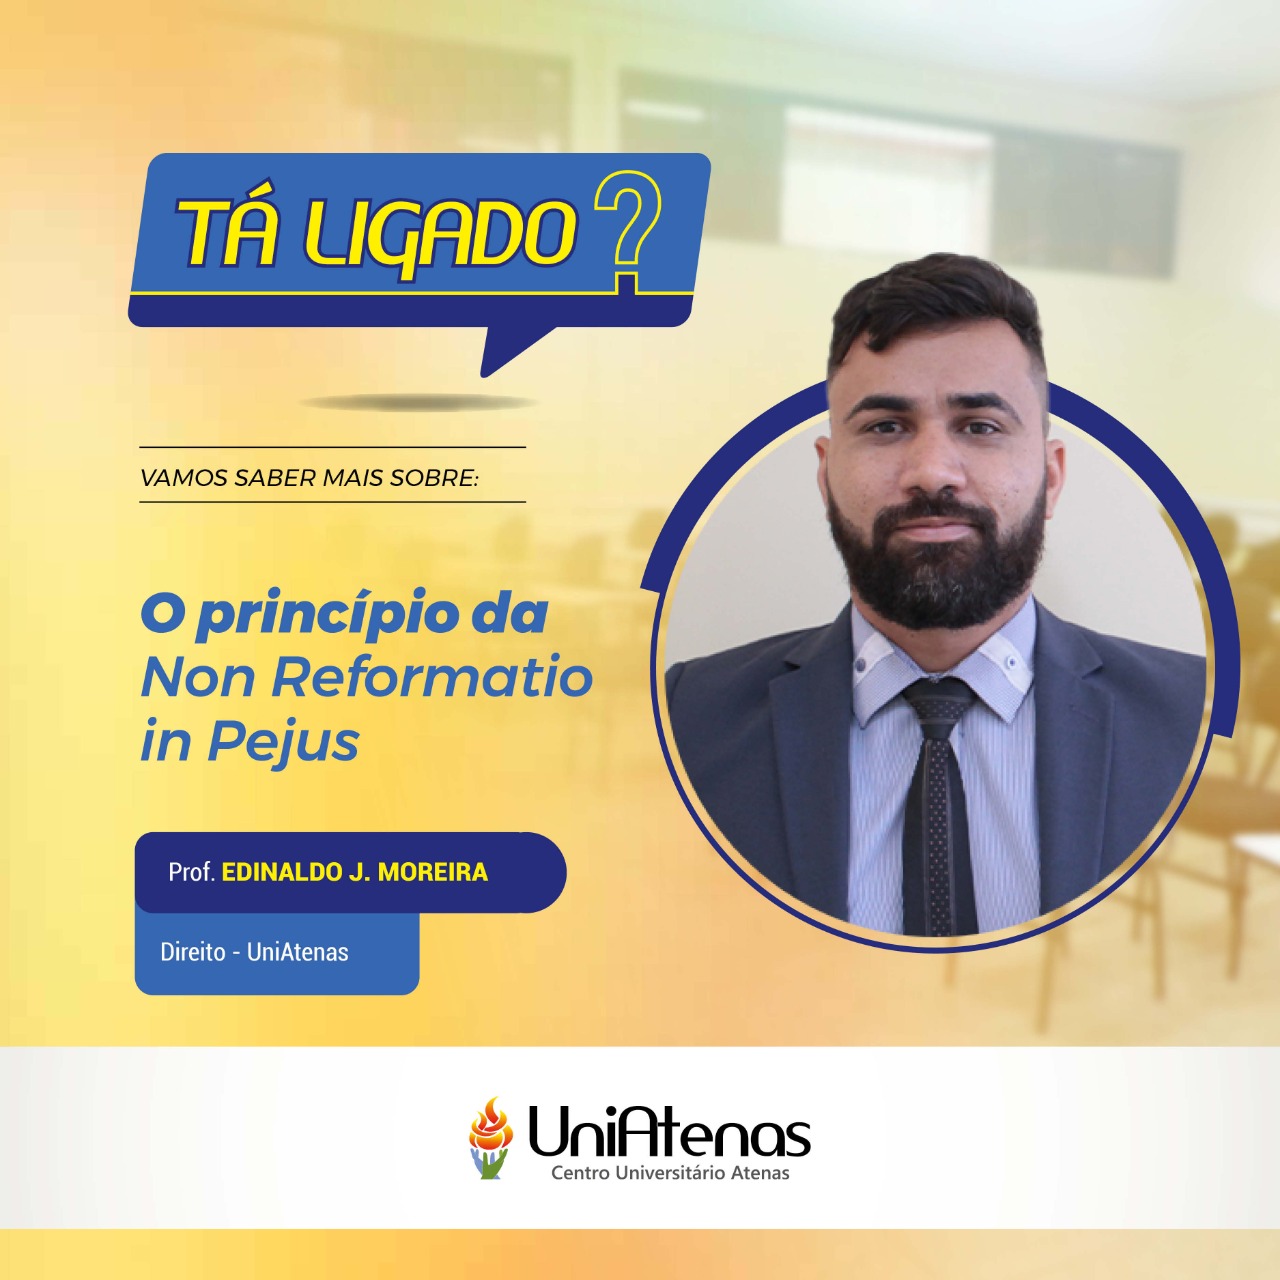 TÁ LIGADO?
VAMOS SABER MAIS SOBRE:
O princípio da
Non Reformatio
in Pejus
Prof. EDINALDO J. MOREIRA
Direito - UniAtenas
UniAtenas
Centro Universitário Atenas